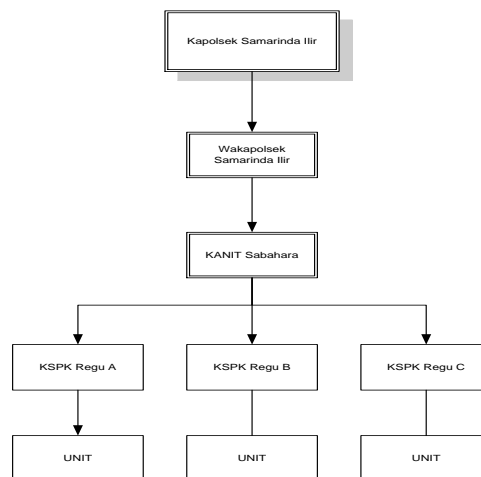 Kapolsek Samarinda Ilir
Wakapolsek
Samarinda Ilir
KANIT Sabahara
KSPK Regu A
KSPK Regu B
KSPK Regu C
UNIT
UNIT
UNIT